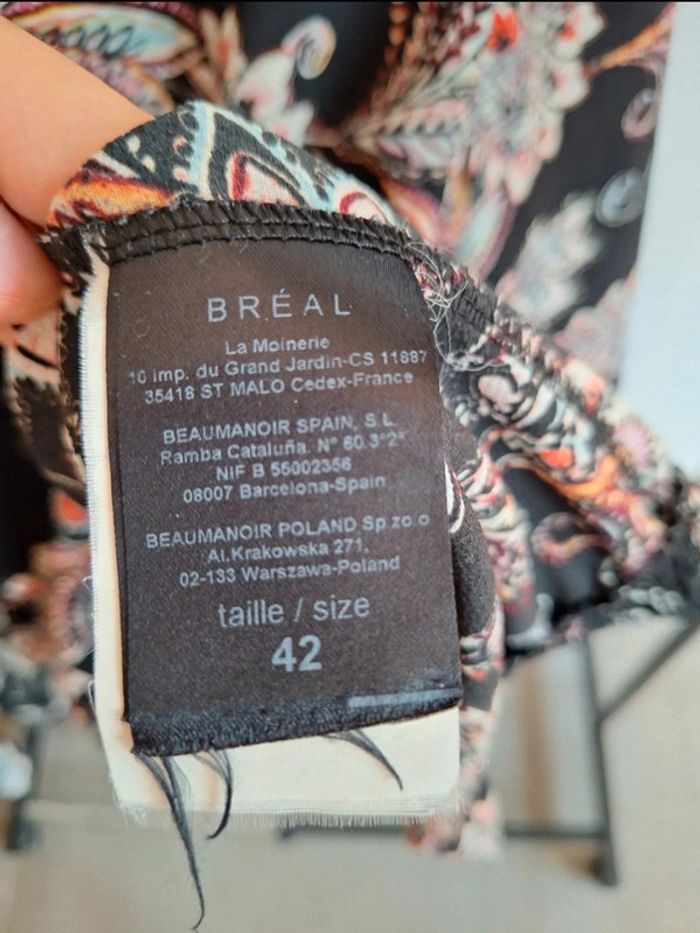 BRÉAL
La Moinerie
10 imp. du Grand Jardin-CS 11887
35418 ST MALO Cedex-France
BEAUMANOIR SPAIN, S.L.
Ramba Cataluña. N° 60.3°2ª
NIF B 55002356
08007 Barcelona-Spain
BEAUMANOIR POLAND Sp.zo.o
Al.Krakowska 271,
02-133 Warszawa-Poland
taille / size
42